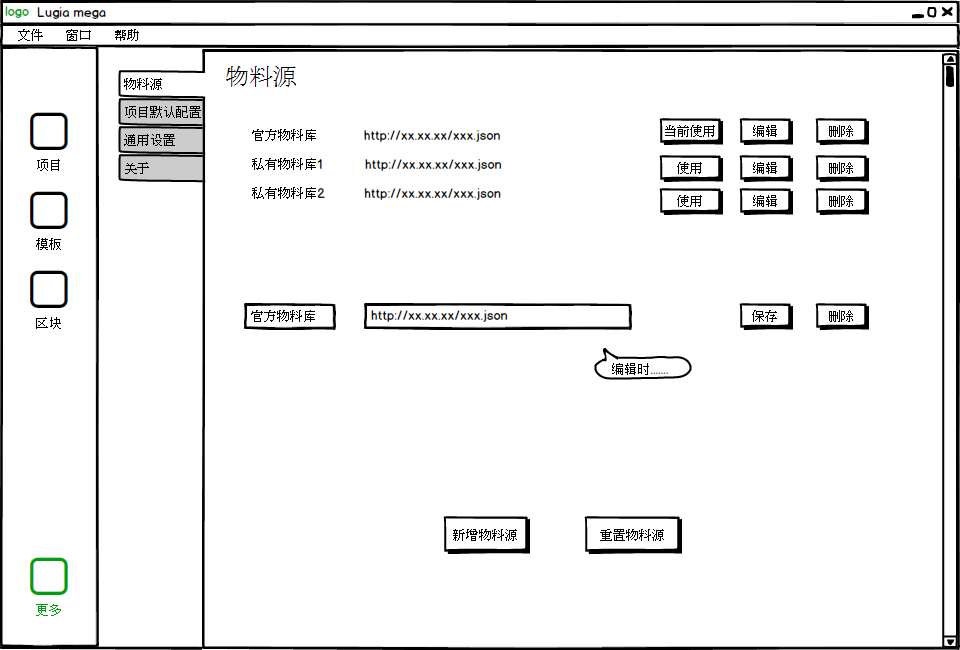 logo Lugia mega
文件 窗口 帮助
项目
模板
区块
更多
物料源
项目默认配置
通用设置
关于
物料源
官方物料库 http://xx.xx.xx/xxx.json 当前使用 编辑 删除
私有物料库1 http://xx.xx.xx/xxx.json 使用 编辑 删除
私有物料库2 http://xx.xx.xx/xxx.json 使用 编辑 删除
官方物料库 http://xx.xx.xx/xxx.json 保存 删除
编辑时......
新增物料源 重置物料源